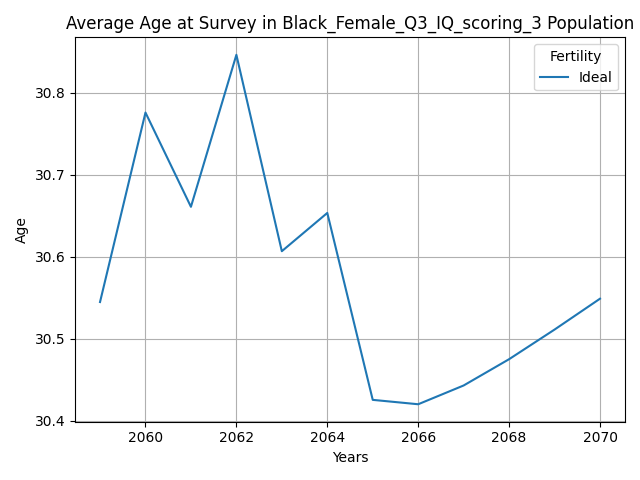 Average Age at Survey in Black_Female_Q3_IQ_scoring_3 Population
Fertility
Ideal
30.8
30.7
30.6
30.5
30.4
Age
2060
2062
2064
2066
2068
2070
Years